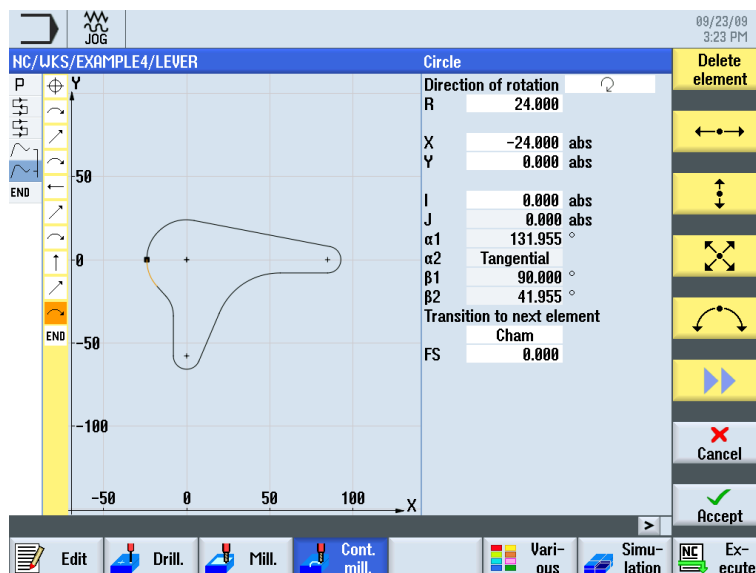 JOG
09/23/09
3:23 PM
NC/WKS/EXAMPLE4/LEVER
Circle
Delete element
P
END
END
Y
-50
-0
-50
-100
-50
0
50
100
X
Direction of rotation
R 24.000
X -24.000 abs
Y 0.000 abs
I 0.000 abs
J 0.000 abs
α1 131.955 °
α2 Tangential
β1 90.000 °
β2 41.955 °
Transition to next element
Cham
FS 0.000
Cancel
Accept
>
Edit
Drill.
Mill.
Cont. mill.
Vari- ous
Simu- lation
NC
Ex- ecute